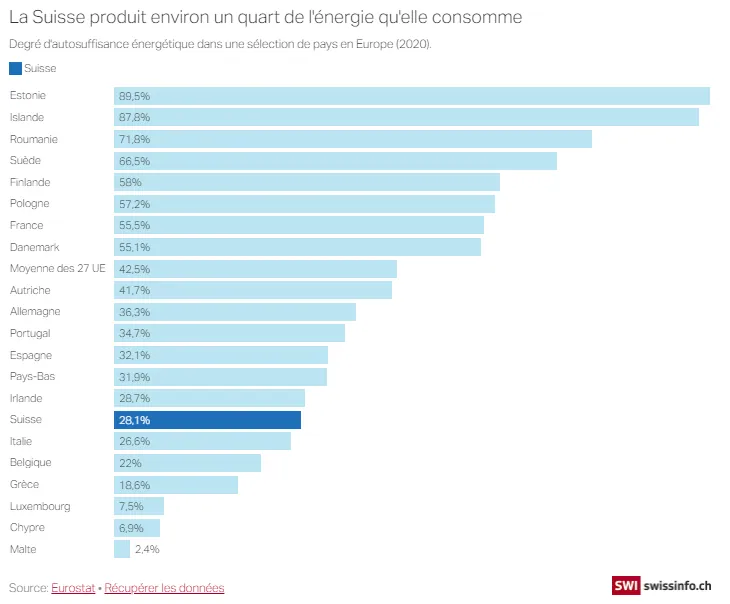 La Suisse produit environ un quart de l'énergie qu'elle consomme
Degré d'autosuffisance énergétique dans une sélection de pays en Europe (2020).
Suisse
Estonie 89,5%
Islande 87,8%
Roumanie 71,8%
Suède 66,5%
Finlande 58%
Pologne 57,2%
France 55,5%
Danemark 55,1%
Moyenne des 27 UE 42,5%
Autriche 41,7%
Allemagne 36,3%
Portugal 34,7%
Espagne 32,1%
Pays-Bas 31,9%
Irlande 28,7%
Suisse 28,1%
Italie 26,6%
Belgique 22%
Grèce 18,6%
Luxembourg 7,5%
Chypre 6,9%
Malte 2,4%
Source: Eurostat • Récupérer les données SWI swissinfo.ch